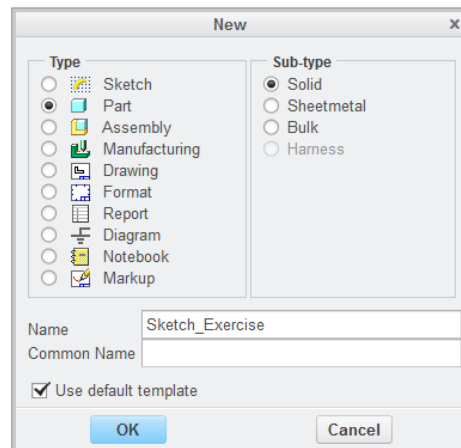 New x
Type
Sketch
Part
Assembly
Manufacturing
Drawing
Format
Report
Diagram
Notebook
Markup
Sub-type
Solid
Sheetmetal
Bulk
Harness
Name Sketch_Exercise
Common Name
Use default template
OK Cancel